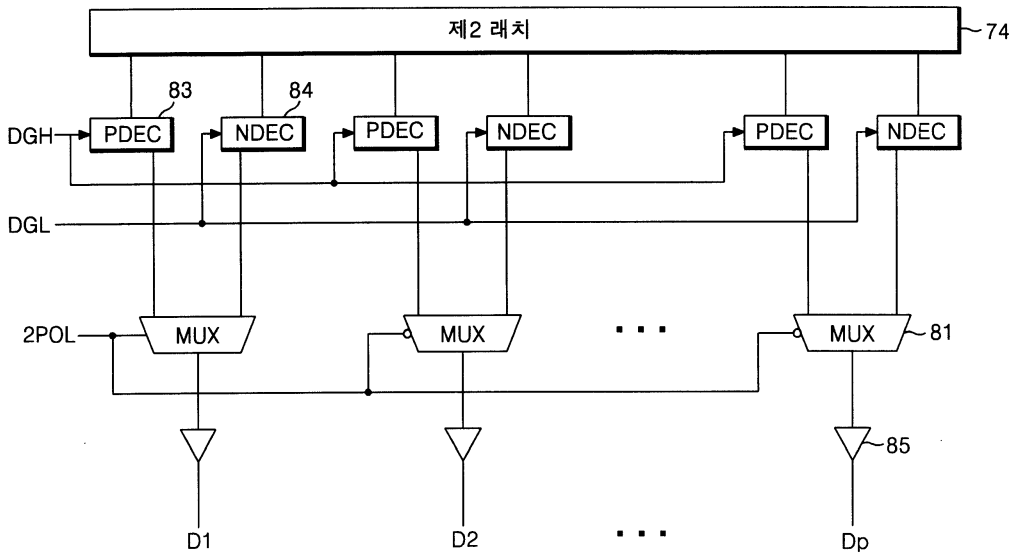 제2 래치
74
83
84
DGH
PDEC
NDEC
PDEC
NDEC
PDEC
NDEC
DGL
2POL
MUX
MUX
...
MUX
81
85
D1
D2
...
Dp